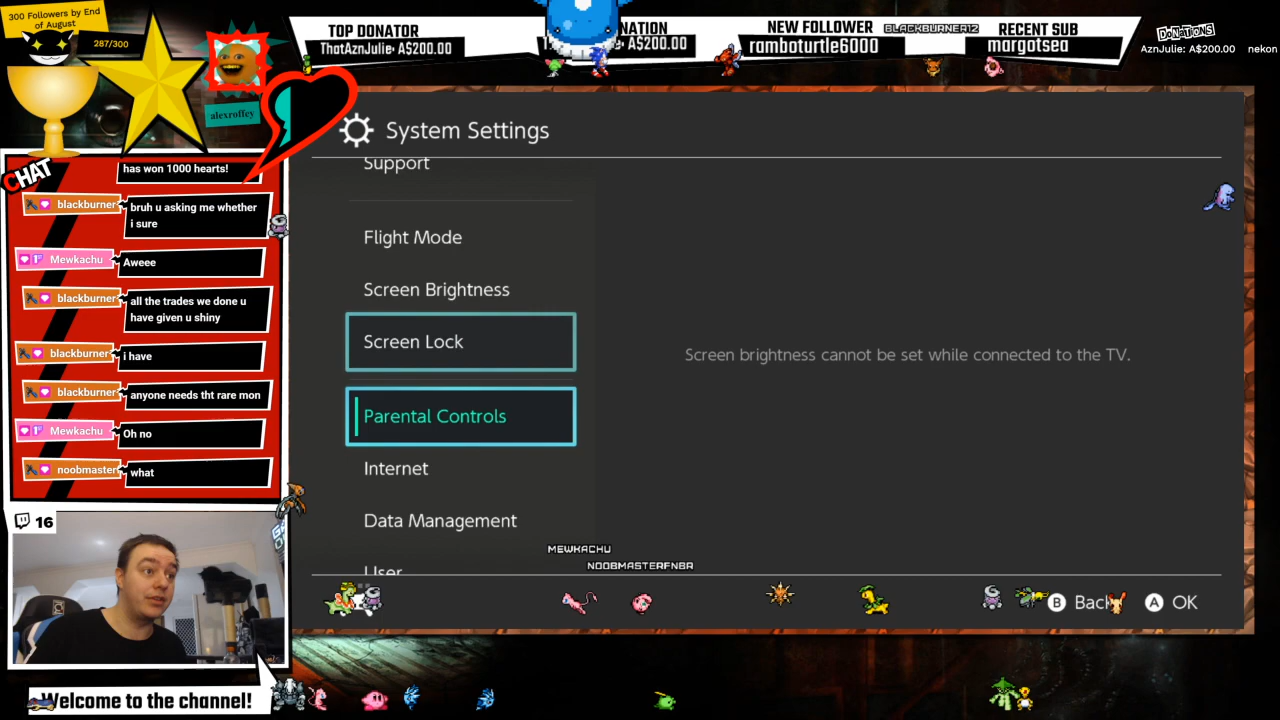 300 Followers by End
of August
287/300
alexroffey
TOP DONATOR
ThatAznJulie: A$200.00
NATION
A$200.00
NEW FOLLOWER
ramboturtle6000
BLACKBURNER12
RECENT SUB
margotsea
DONATIONS
AznJulie: A$200.00 nekon
CHAT
has won 1000 hearts!
blackburner
bruh u asking me whether
i sure
Mewkachu
Aweee
blackburner
all the trades we done u
have given u shiny
blackburner
i have
blackburner
anyone needs tht rare mon
Mewkachu
Oh no
noobmaster
what
16
System Settings
Support
Flight Mode
Screen Brightness
Screen Lock
Parental Controls
Internet
Data Management
User
Screen brightness cannot be set while connected to the TV.
MEWKACHU
NOOBMASTERFNBR
B Back
A OK
Welcome to the channel!